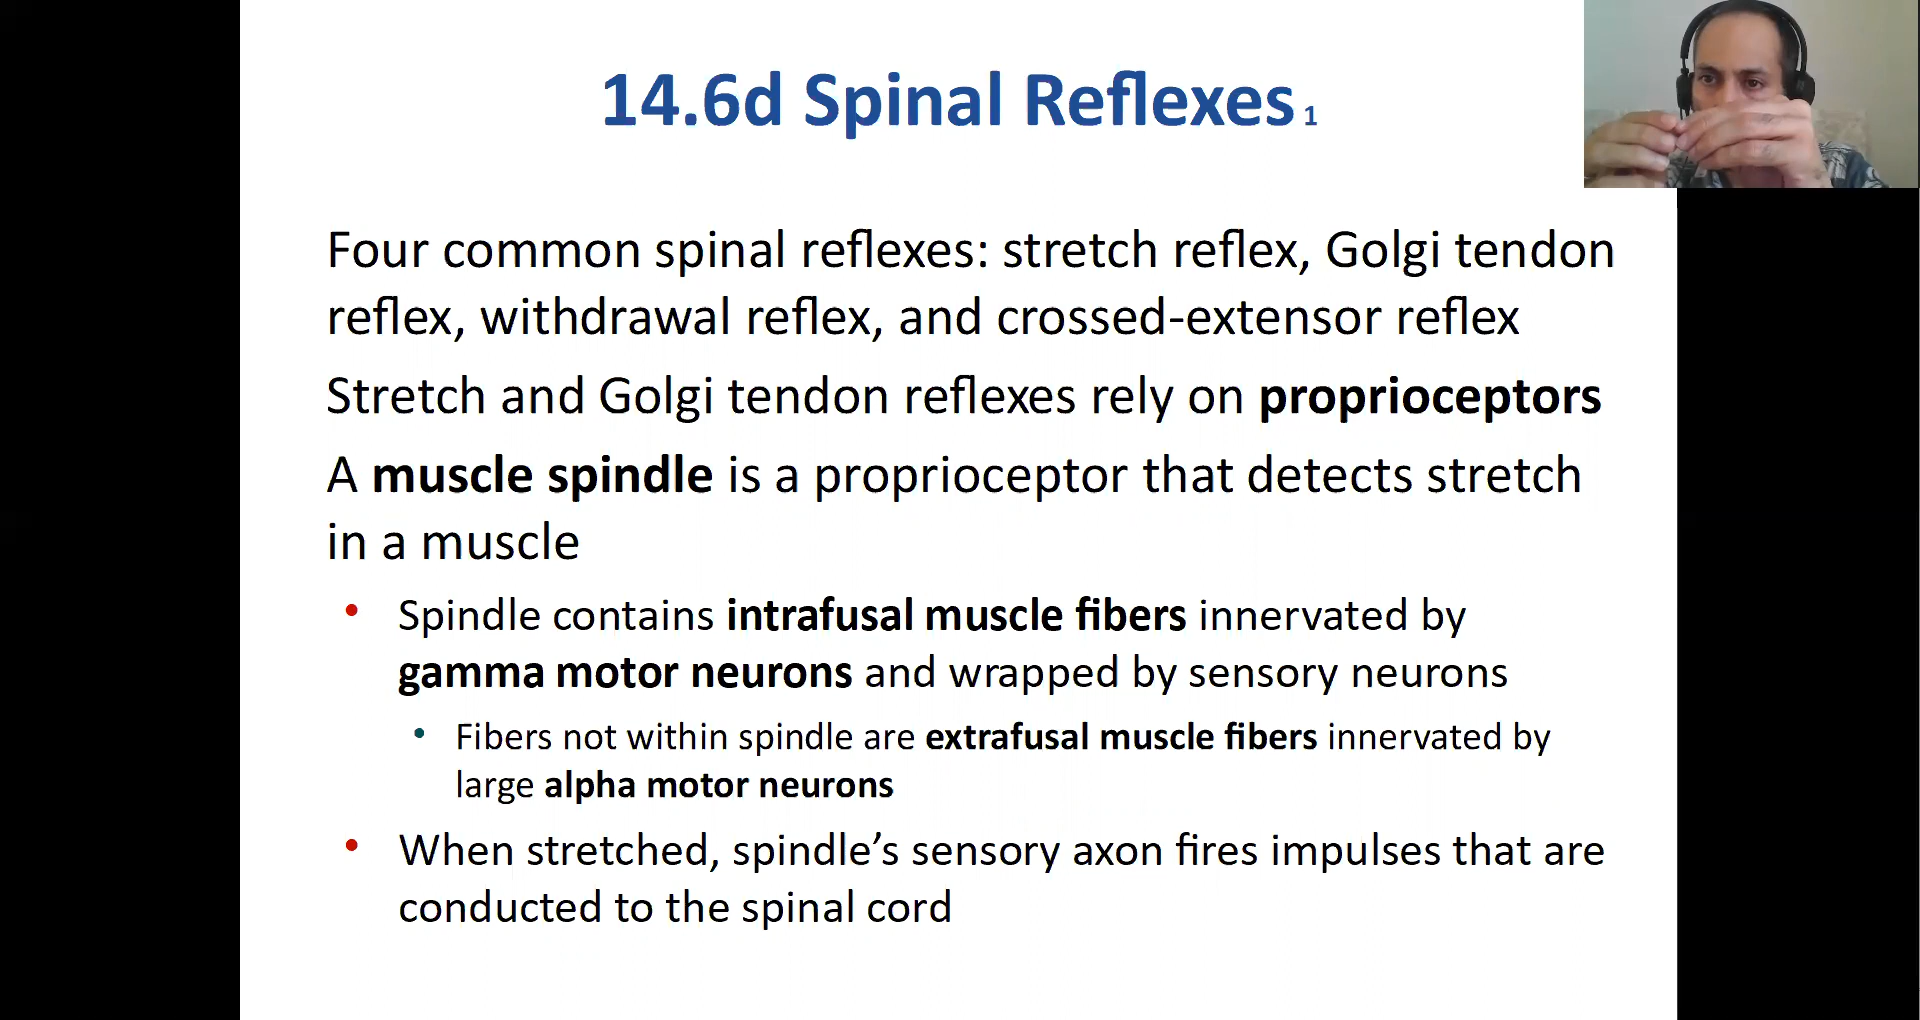 14.6d Spinal Reflexes 1
Four common spinal reflexes: stretch reflex, Golgi tendon
reflex, withdrawal reflex, and crossed-extensor reflex
Stretch and Golgi tendon reflexes rely on proprioceptors
A muscle spindle is a proprioceptor that detects stretch
in a muscle
• Spindle contains intrafusal muscle fibers innervated by
gamma motor neurons and wrapped by sensory neurons
• Fibers not within spindle are extrafusal muscle fibers innervated by
large alpha motor neurons
• When stretched, spindle’s sensory axon fires impulses that are
conducted to the spinal cord